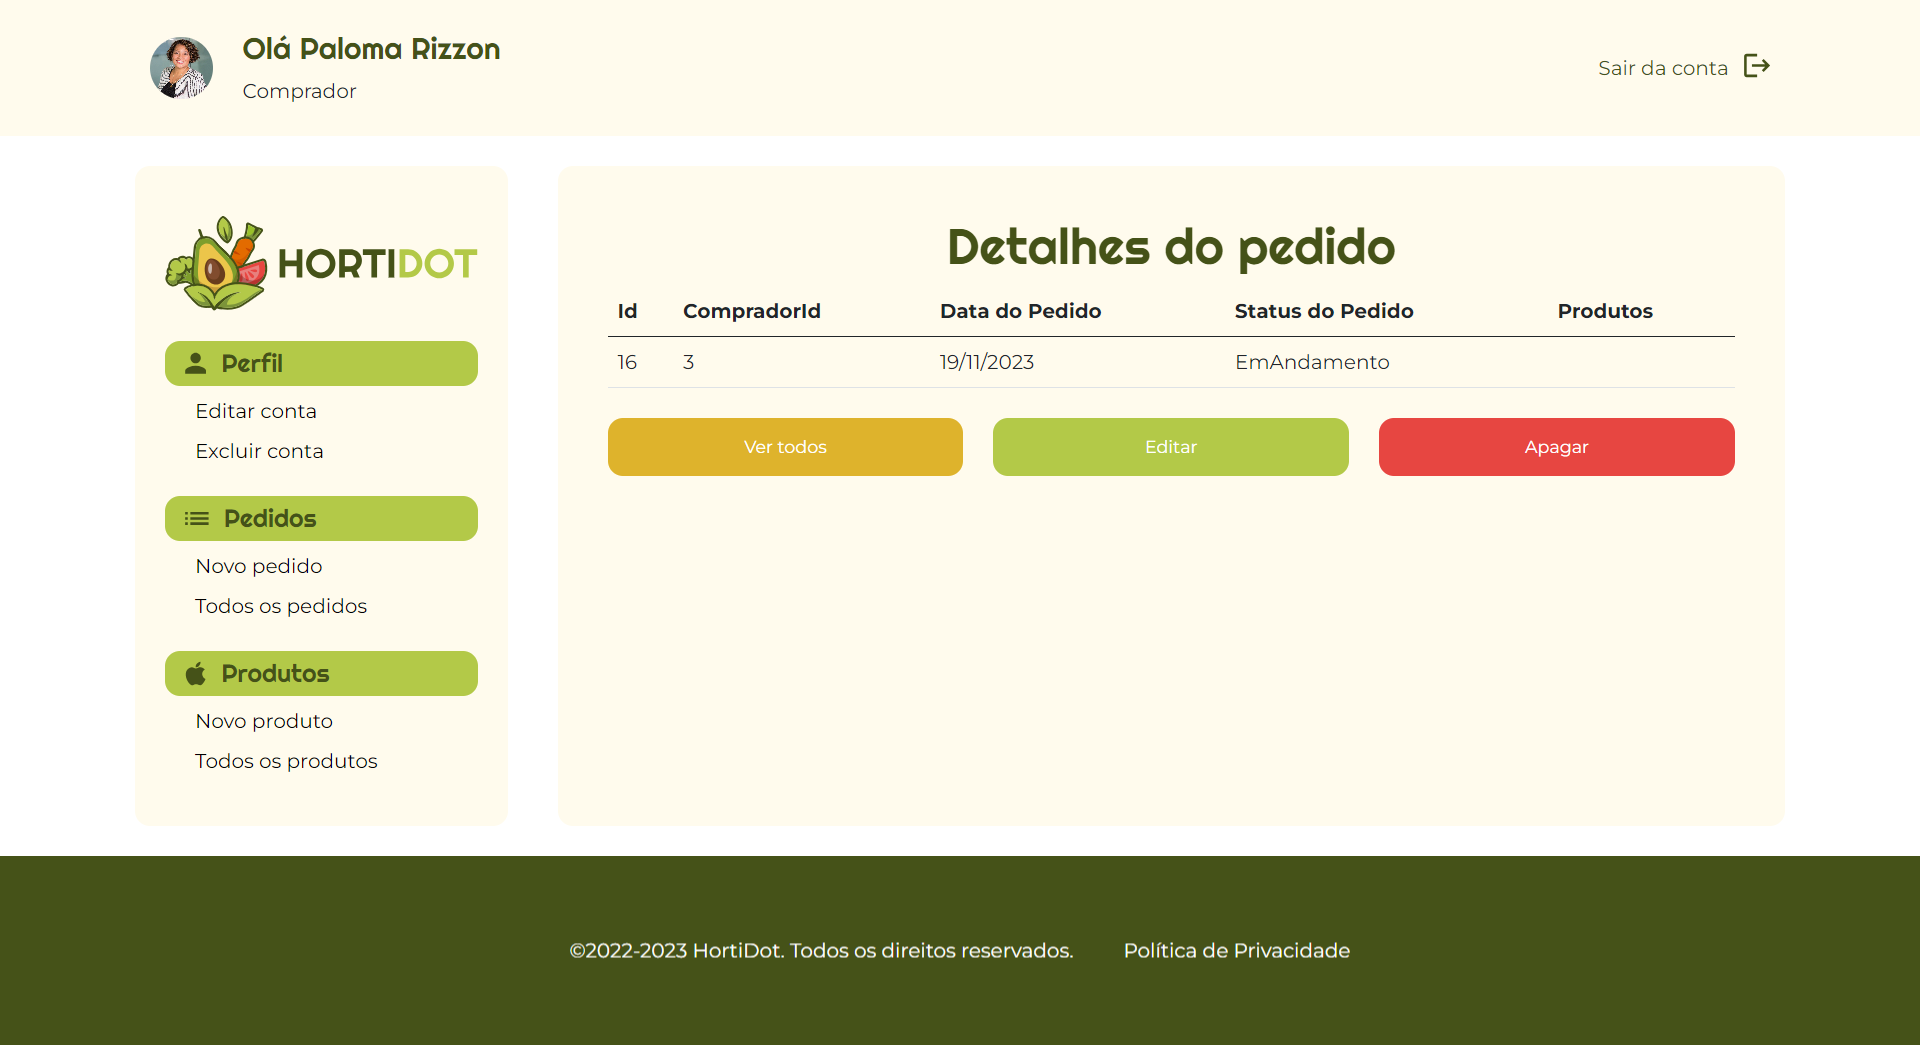 Olá Paloma Rizzon
Comprador
Sair da conta
HORTIDOT
Perfil
Editar conta
Excluir conta
Pedidos
Novo pedido
Todos os pedidos
Produtos
Novo produto
Todos os produtos
Detalhes do pedido
Id CompradorId Data do Pedido Status do Pedido Produtos
16 3 19/11/2023 EmAndamento
Ver todos Editar Apagar
©2022-2023 HortiDot. Todos os direitos reservados. Política de Privacidade